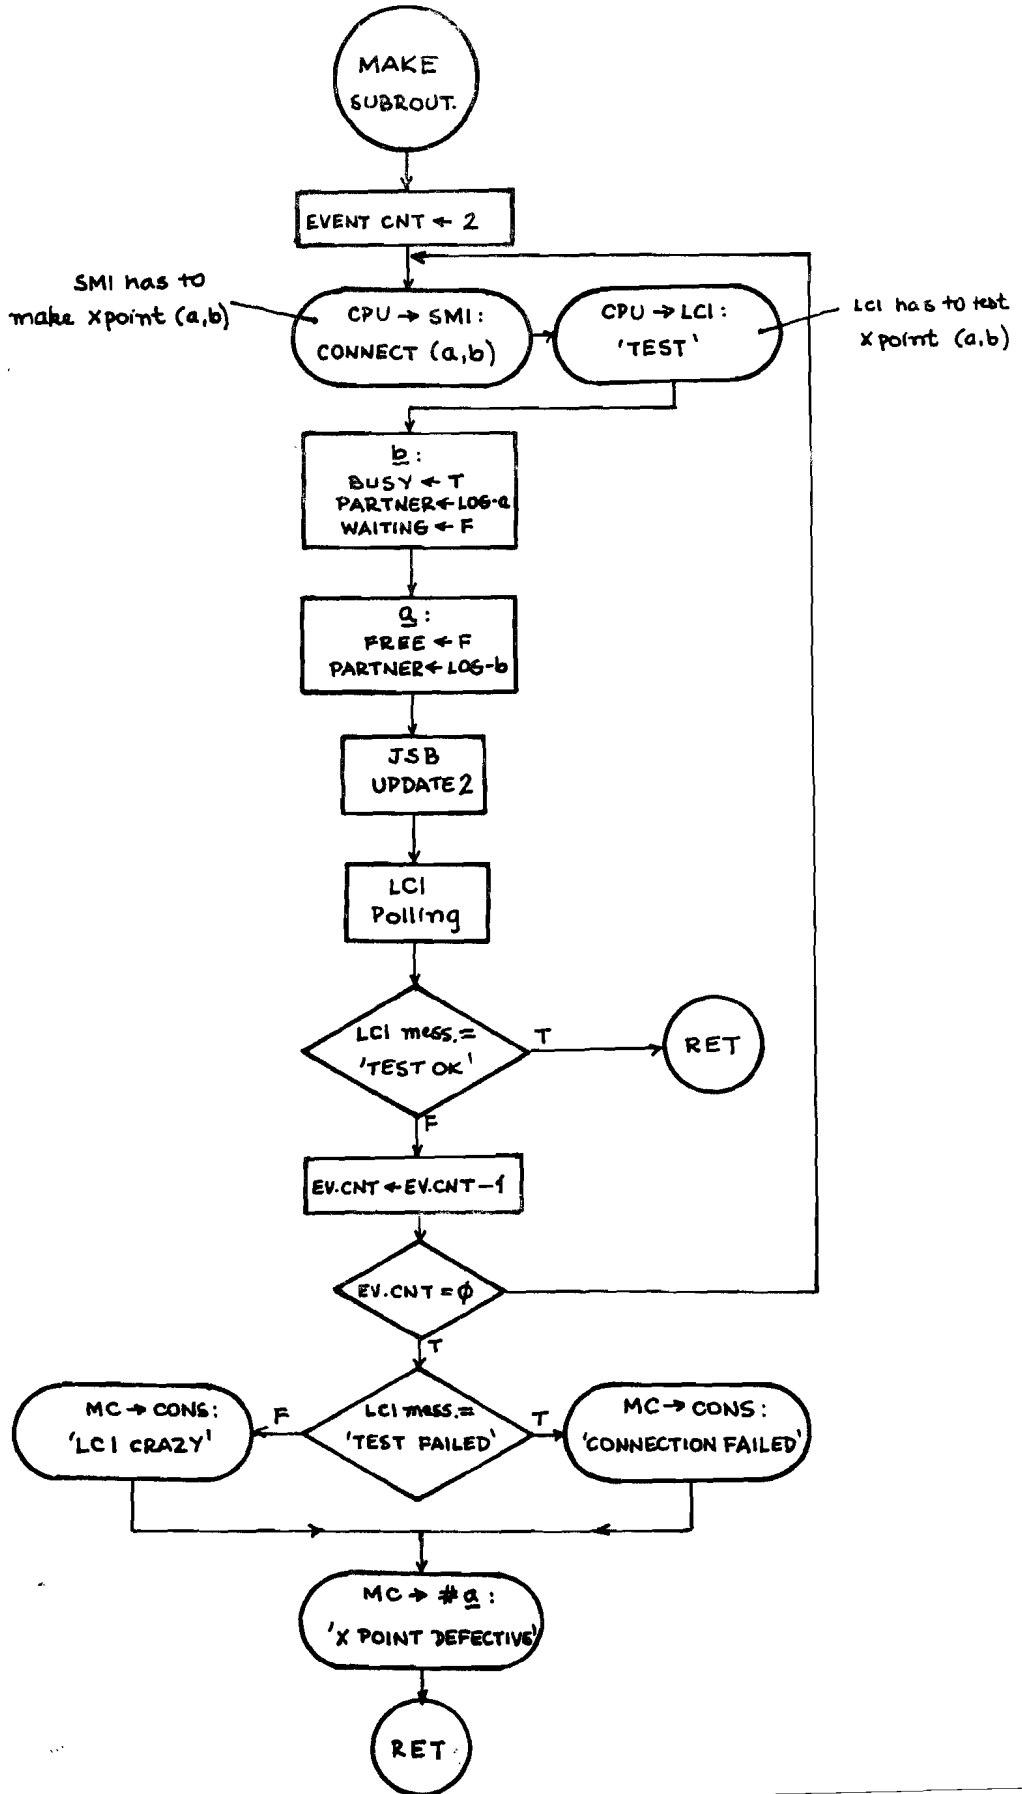 MAKE
SUBROUT.
EVENT CNT ← 2
SMI has to
make Xpoint (a,b)
CPU → SMI:
CONNECT (a,b)
CPU → LCI:
'TEST'
LCI has to test
Xpoint (a,b)
b:
BUSY ← T
PARTNER ← LOG-a
WAITING ← F
a:
FREE ← F
PARTNER ← LOG-b
JSB
UPDATE2
LCI
Polling
LCI mess.=
'TEST OK'
T
RET
F
EV.CNT ← EV.CNT-1
EV.CNT = ϕ
T
MC → CONS:
'LCI CRAZY'
F
LCI mess.=
'TEST FAILED'
T
MC → CONS:
'CONNECTION FAILED'
MC → #a:
'X POINT DEFECTIVE'
RET